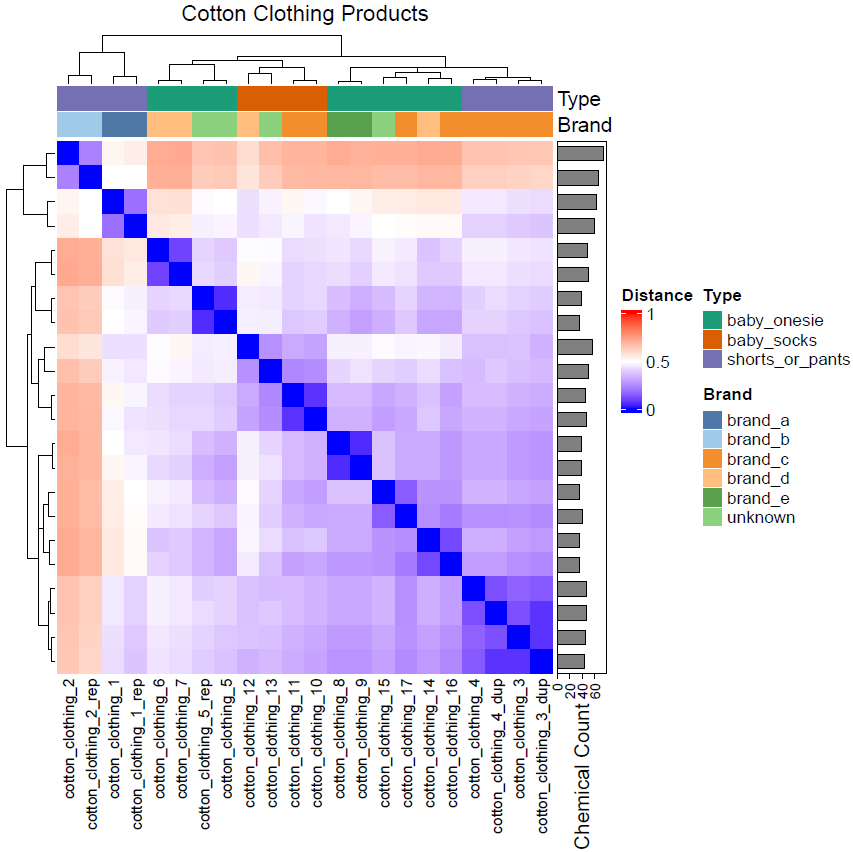 Cotton Clothing Products
Type
Brand
Distance
1
0.5
0
Type
baby_onesie
baby_socks
shorts_or_pants
Brand
brand_a
brand_b
brand_c
brand_d
brand_e
unknown
cotton_clothing_2
cotton_clothing_2_rep
cotton_clothing_1
cotton_clothing_1_rep
cotton_clothing_6
cotton_clothing_7
cotton_clothing_5_rep
cotton_clothing_5
cotton_clothing_12
cotton_clothing_13
cotton_clothing_11
cotton_clothing_10
cotton_clothing_8
cotton_clothing_9
cotton_clothing_15
cotton_clothing_17
cotton_clothing_14
cotton_clothing_16
cotton_clothing_4
cotton_clothing_4_dup
cotton_clothing_3
cotton_clothing_3_dup
0
20
40
60
Chemical Count